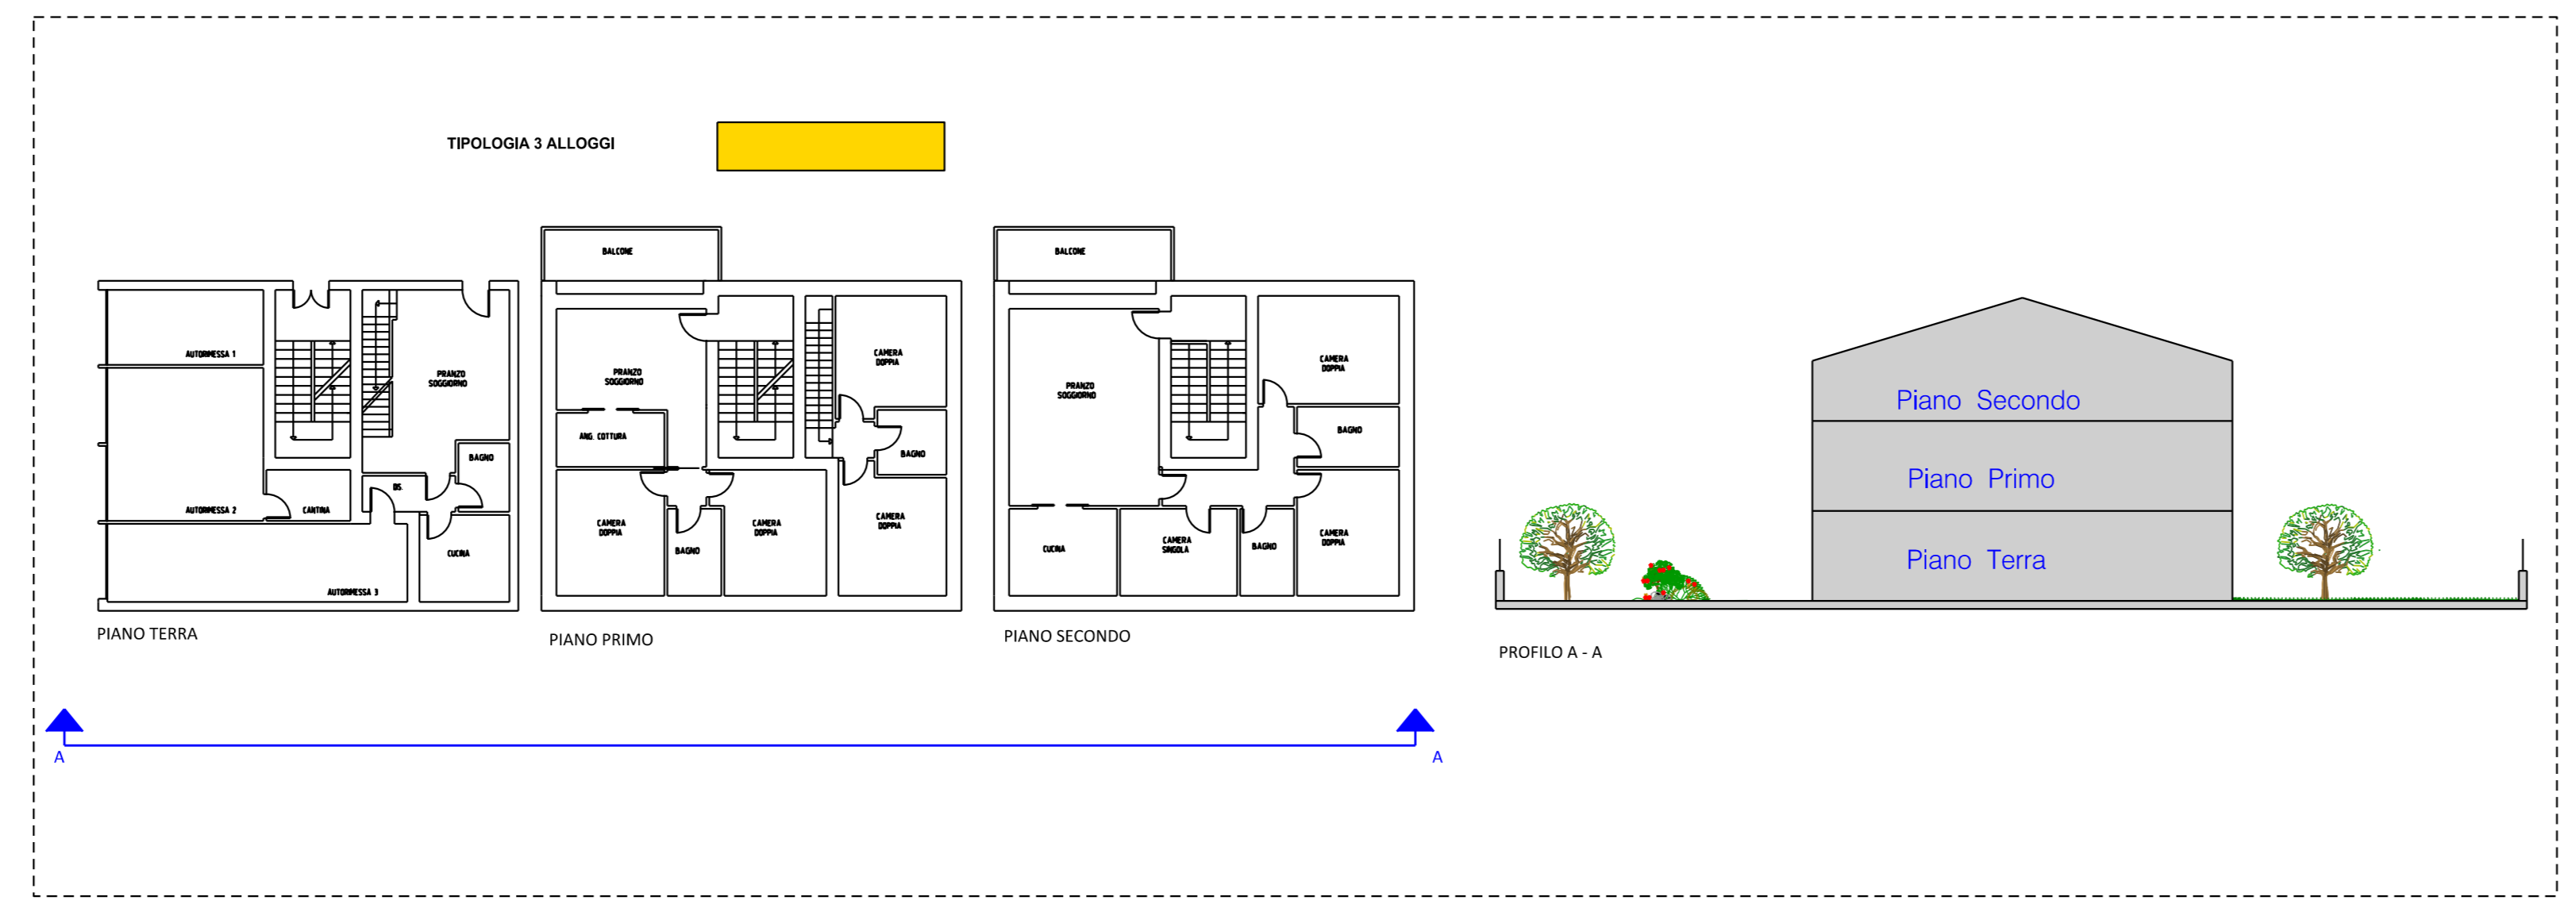 TIPOLOGIA 3 ALLOGGI
AUTORIMESSA 1
AUTORIMESSA 2
CANTINA
AUTORIMESSA 3
PRANZO
SOGGIORNO
BAGNO
DIS.
CUCINA
PIANO TERRA
BALCONE
PRANZO
SOGGIORNO
ANG. COTTURA
CAMERA
DOPPIA
BAGNO
CAMERA
DOPPIA
CAMERA
DOPPIA
BAGNO
CAMERA
DOPPIA
PIANO PRIMO
BALCONE
PRANZO
SOGGIORNO
CAMERA
DOPPIA
BAGNO
CUCINA
CAMERA
SINGOLA
BAGNO
CAMERA
DOPPIA
PIANO SECONDO
Piano Secondo
Piano Primo
Piano Terra
PROFILO A - A
A
A